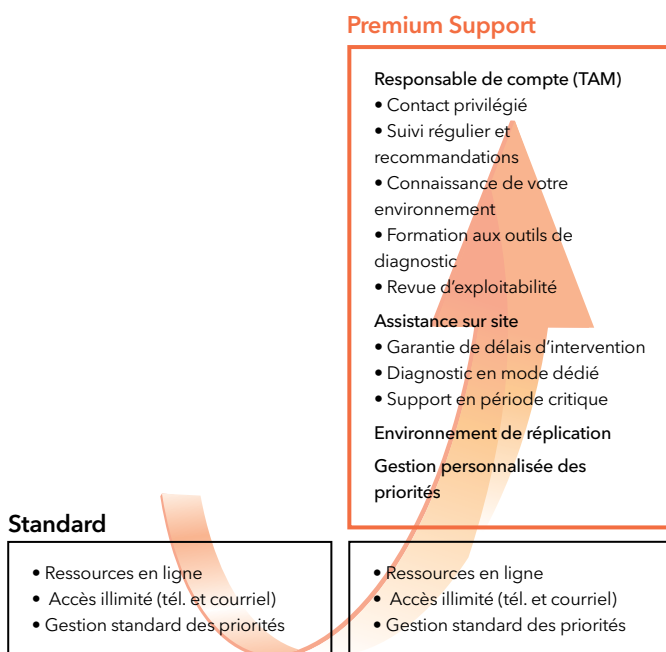 Premium Support
Responsable de compte (TAM)
• Contact privilégié
• Suivi régulier et
recommandations
• Connaissance de votre
environnement
• Formation aux outils de
diagnostic
• Revue d’exploitabilité
Assistance sur site
• Garantie de délais d’intervention
• Diagnostic en mode dédié
• Support en période critique
Environnement de réplication
Gestion personnalisée des
priorités
Standard
• Ressources en ligne
• Accès illimité (tél. et courriel)
• Gestion standard des priorités
• Ressources en ligne
• Accès illimité (tél. et courriel)
• Gestion standard des priorités